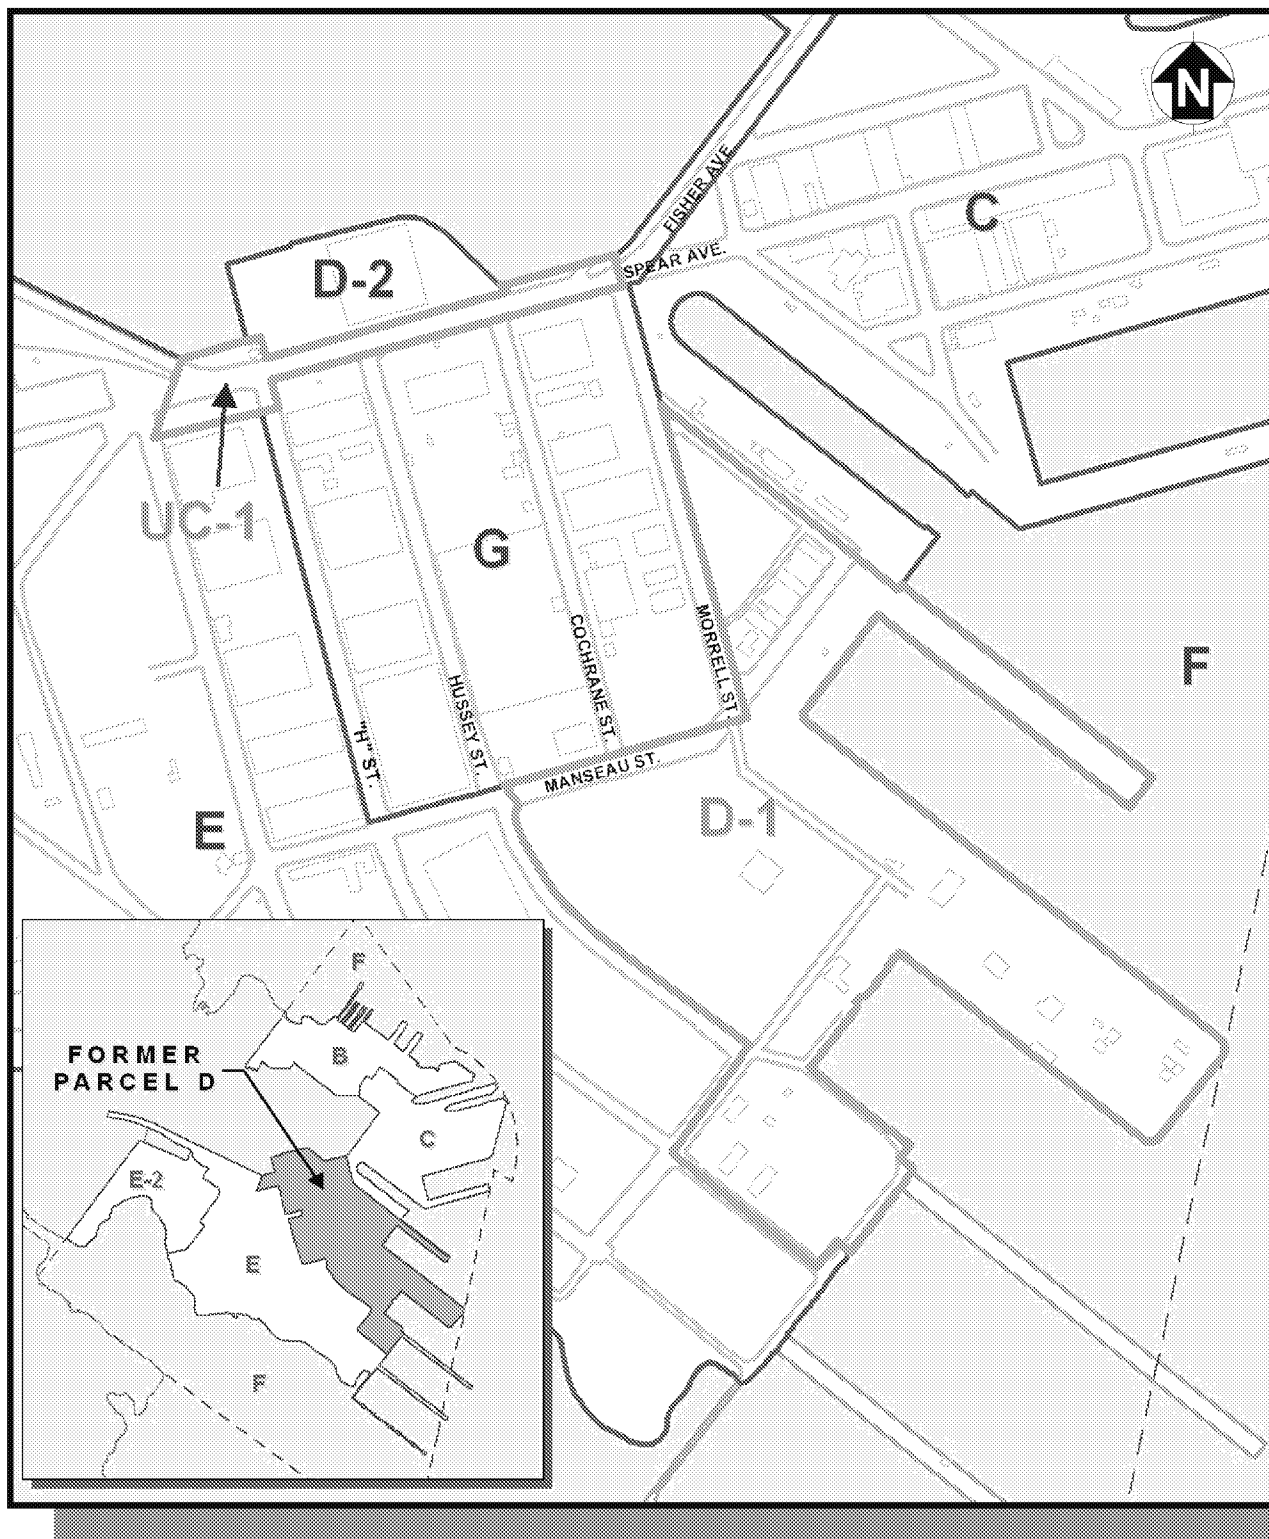 N
FISHER AVE.
C
SPEAR AVE.
D-2
UC-1
G
COCHRANE ST.
MORRELL ST.
F
HUSSEY ST.
"H" ST.
MANSEAU ST.
D-1
E
F
FORMER
PARCEL D
B
C
E-2
E
F